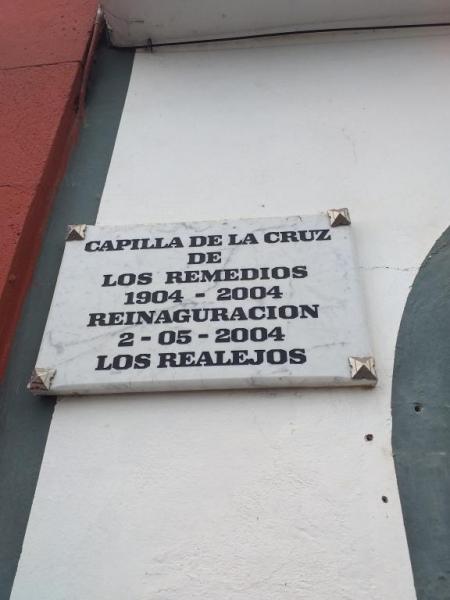 CAPILLA DE LA CRUZ
DE
LOS REMEDIOS
1904 - 2004
REINAGURACION
2 - 05 - 2004
LOS REALEJOS